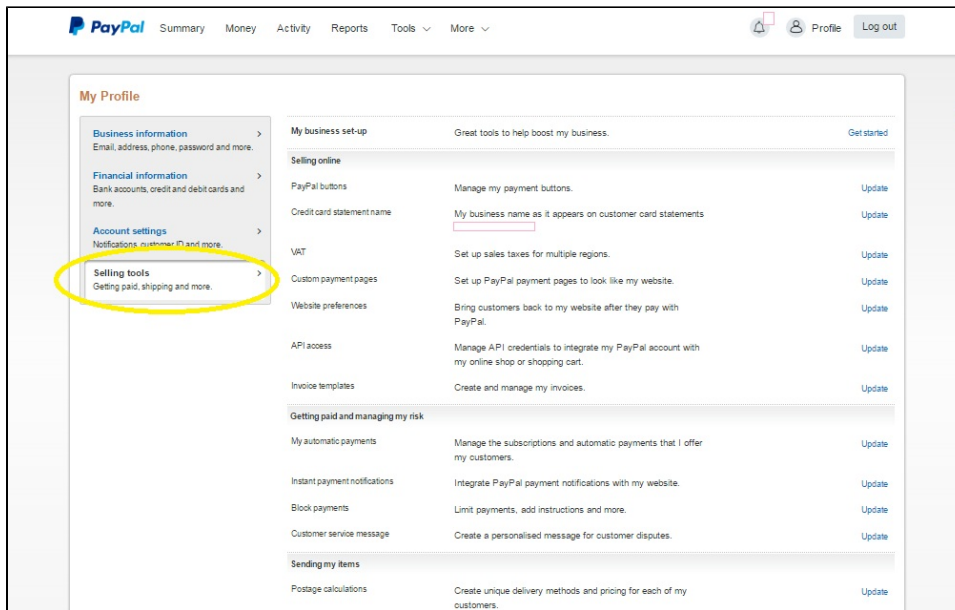 PayPal Summary Money Activity Reports Tools More Profile Log out
My Profile
Business information
Email, address, phone, password and more.
Financial information
Bank accounts, credit and debit cards and
more.
Account settings
Notifications, customer ID and more.
Selling tools
Getting paid, shipping and more.
My business set-up Great tools to help boost my business. Get started
Selling online
PayPal buttons Manage my payment buttons. Update
Credit card statement name My business name as it appears on customer card statements Update
VAT Set up sales taxes for multiple regions. Update
Custom payment pages Set up PayPal payment pages to look like my website. Update
Website preferences Bring customers back to my website after they pay with Update
PayPal.
API access Manage API credentials to integrate my PayPal account with Update
my online shop or shopping cart.
Invoice templates Create and manage my invoices. Update
Getting paid and managing my risk
My automatic payments Manage the subscriptions and automatic payments that I offer Update
my customers.
Instant payment notifications Integrate PayPal payment notifications with my website. Update
Block payments Limit payments, add instructions and more. Update
Customer service message Create a personalised message for customer disputes. Update
Sending my items
Postage calculations Create unique delivery methods and pricing for each of my Update
customers.